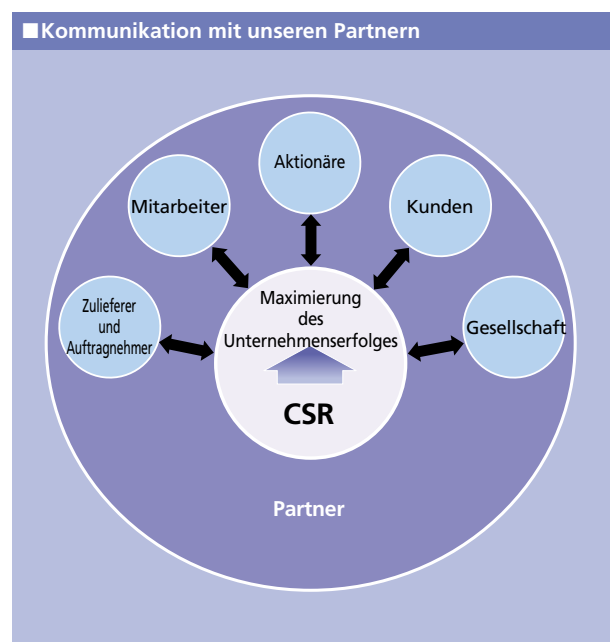 ■Kommunikation mit unseren Partnern
Aktionäre
Mitarbeiter
Kunden
Zulieferer
und
Auftragnehmer
Maximierung
des
Unternehmenserfolges
Gesellschaft
CSR
Partner